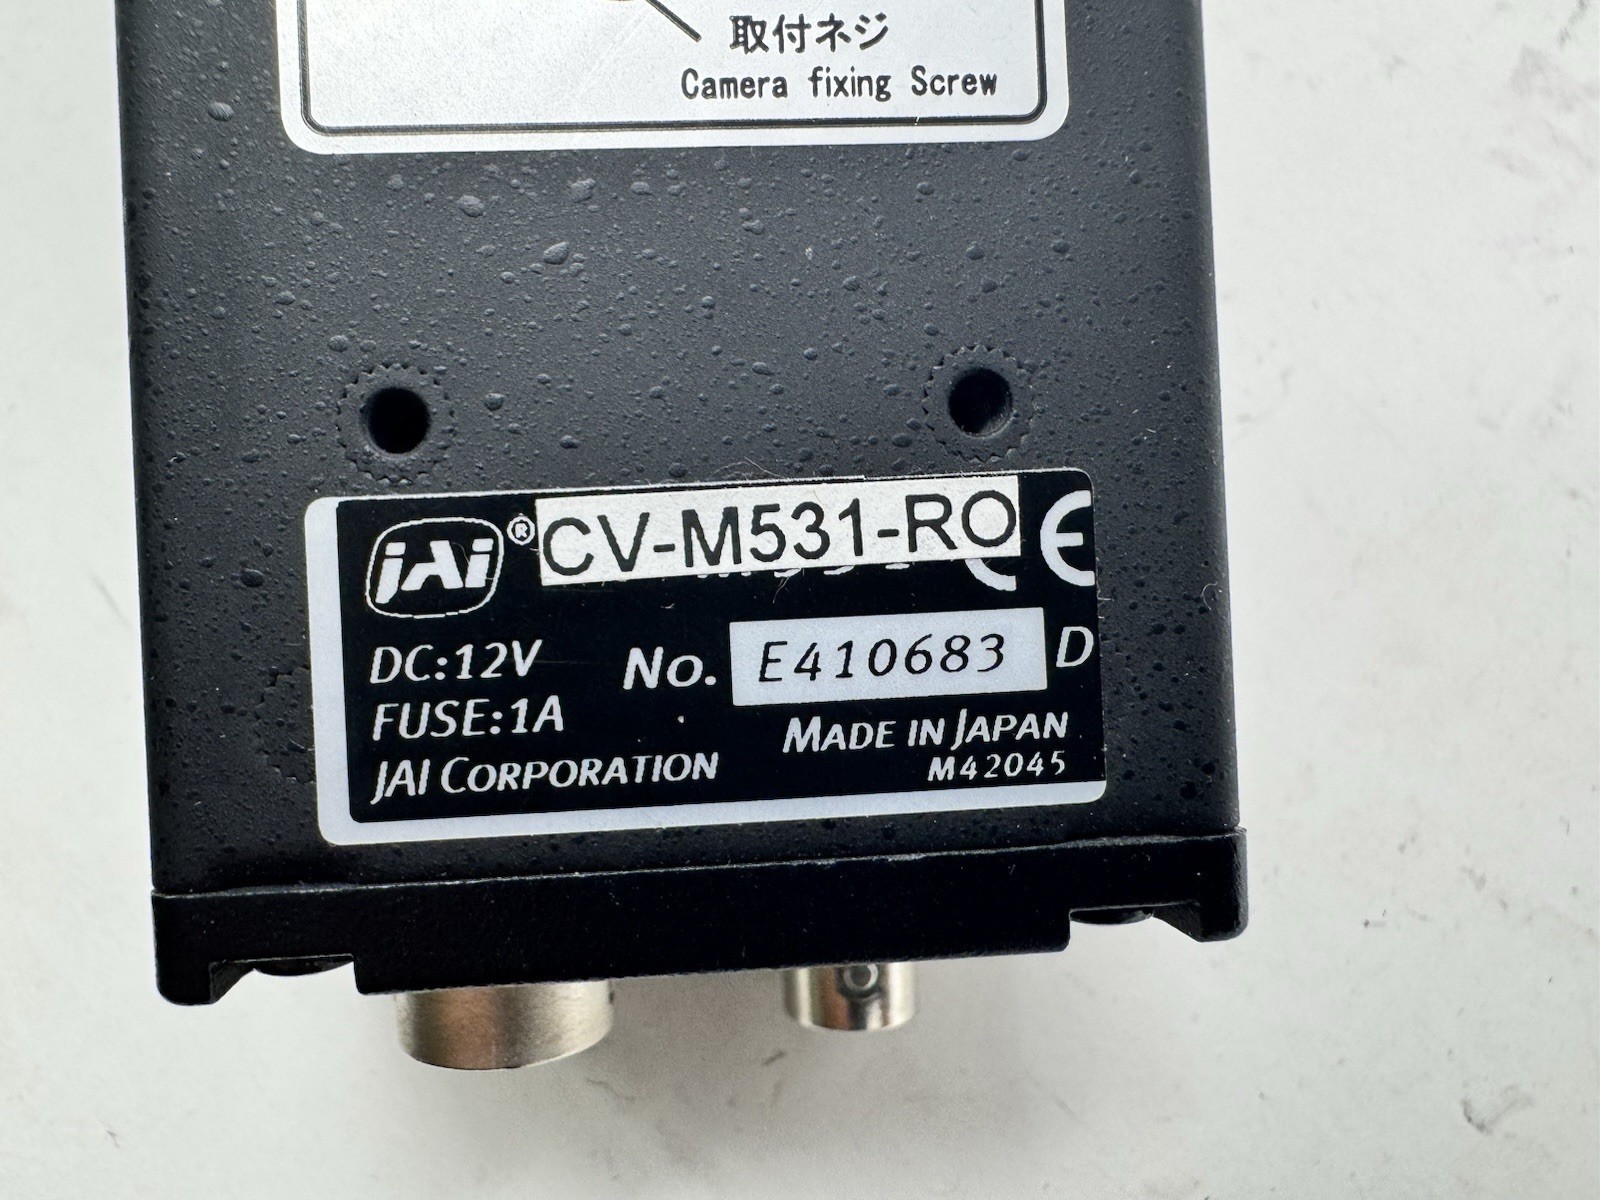 取付ネジ
Camera fixing Screw
JAI® CV-M531-RO CE
DC:12V No. E410683 D
FUSE:1A MADE IN JAPAN
JAI CORPORATION M42045